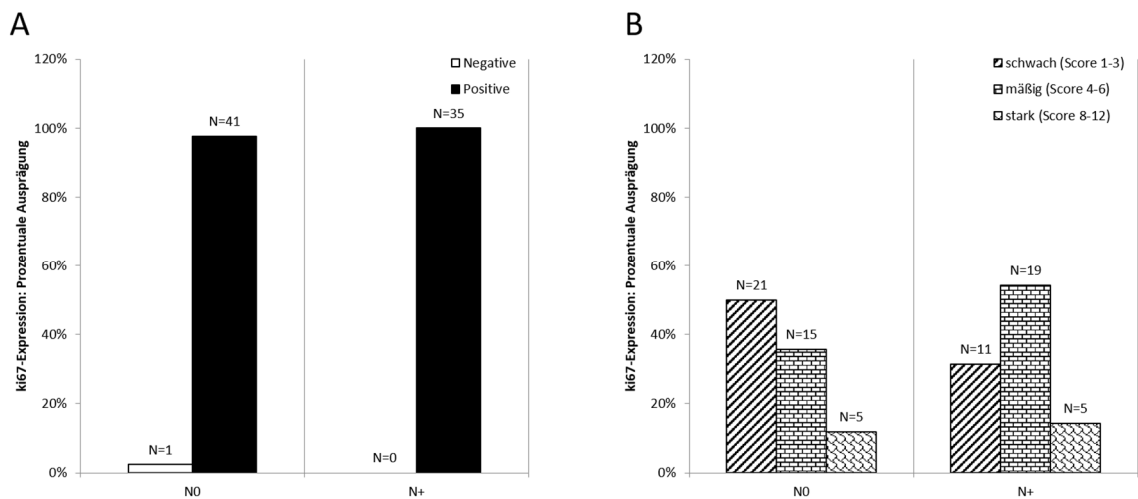 A
ki67-Expression: Prozentuale Ausprägung
120%
100%
80%
60%
40%
20%
0%
Negative
Positive
N=41
N=35
N=1
N=0
N0
N+
B
ki67-Expression: Prozentuale Ausprägung
120%
100%
80%
60%
40%
20%
0%
schwach (Score 1-3)
mäßig (Score 4-6)
stark (Score 8-12)
N=21
N=15
N=5
N=11
N=19
N=5
N0
N+